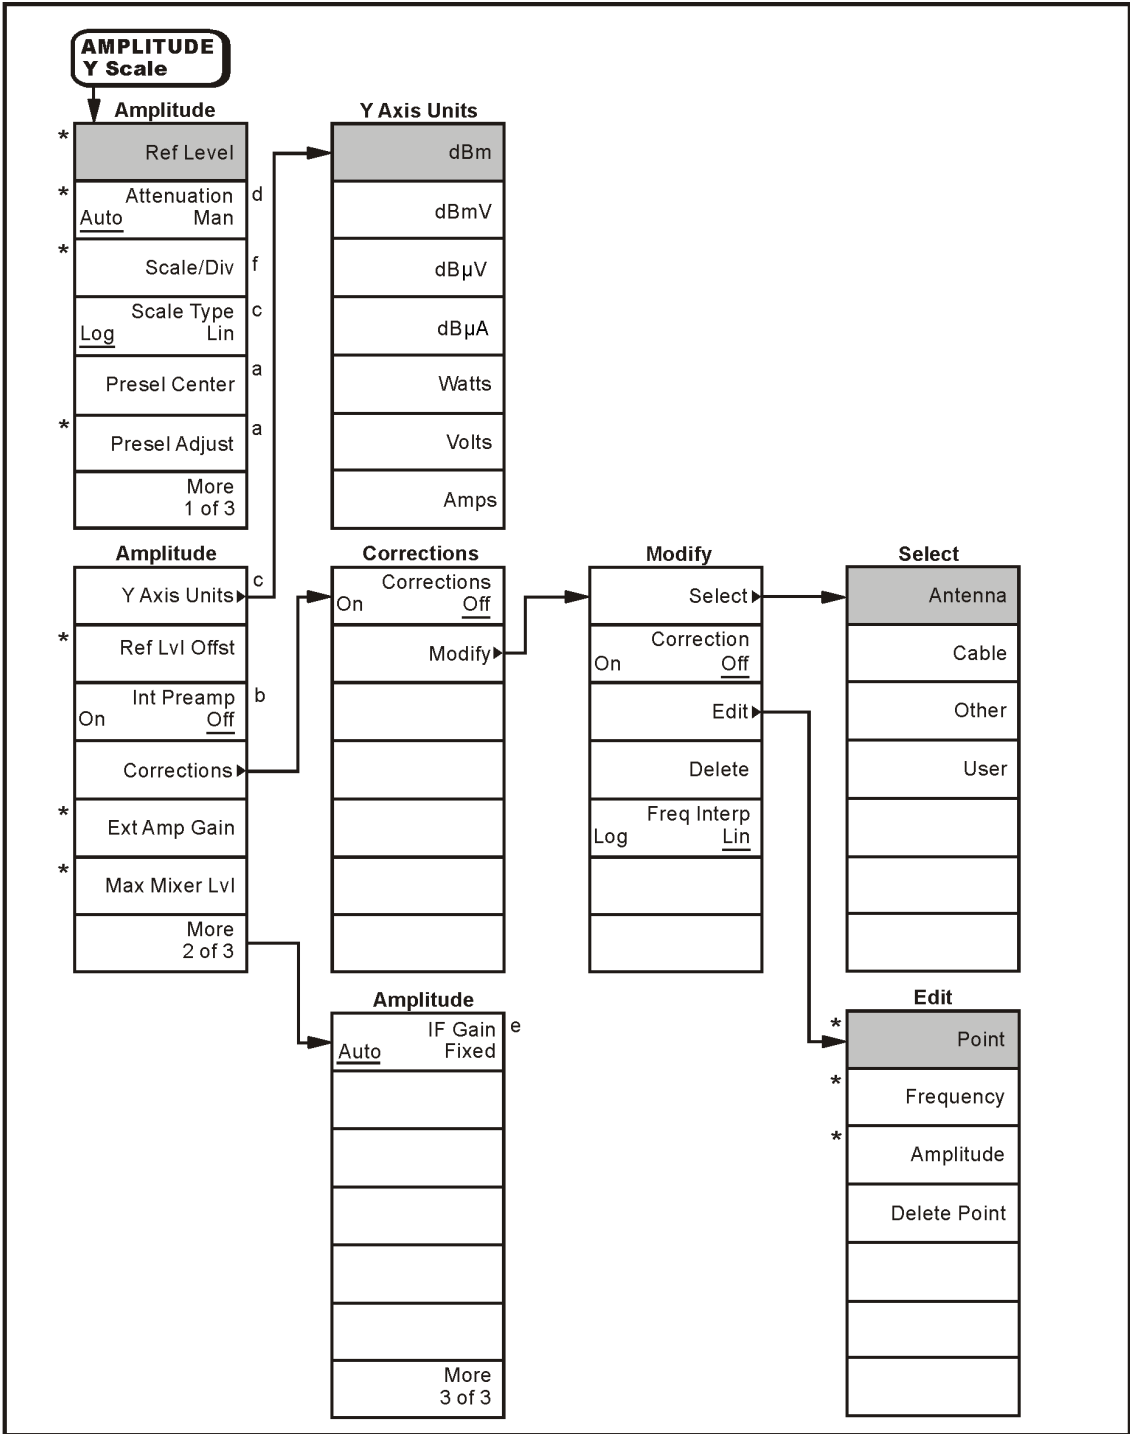 AMPLITUDE
Y Scale
Amplitude
* Ref Level
* Attenuation d
Auto Man
* Scale/Div f
Scale Type c
Log Lin
Presel Center a
* Presel Adjust a
More
1 of 3
Y Axis Units
dBm
dBmV
dBµV
dBµA
Watts
Volts
Amps
Amplitude
Y Axis Units c
* Ref Lvl Offst
Int Preamp b
On Off
Corrections
* Ext Amp Gain
* Max Mixer Lvl
More
2 of 3
Corrections
Corrections
On Off
Modify
Modify
Select
Correction
On Off
Edit
Delete
Freq Interp
Log Lin
Select
Antenna
Cable
Other
User
Amplitude
IF Gain e
Auto Fixed
More
3 of 3
Edit
* Point
* Frequency
* Amplitude
Delete Point